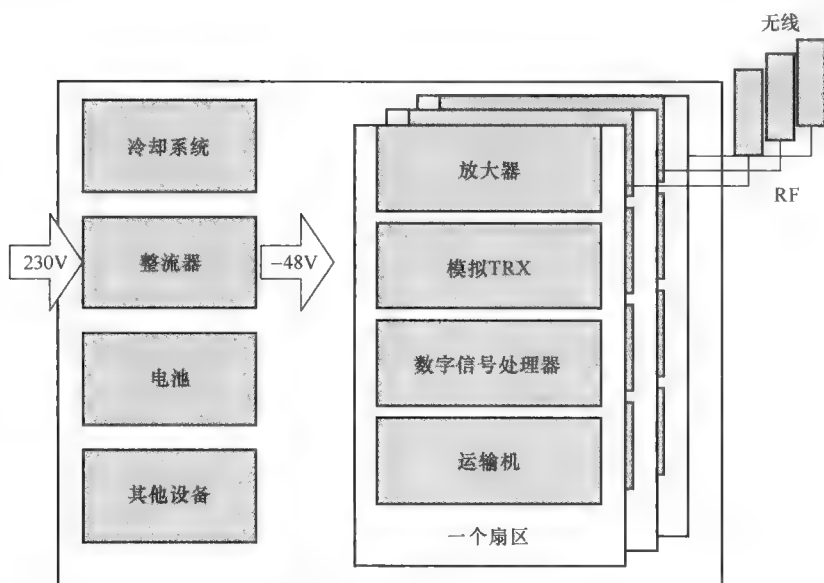 无线
冷却系统
放大器
RF
230V
整流器
-48V
模拟TRX
电池
数字信号处理器
其他设备
运输机
一个扇区